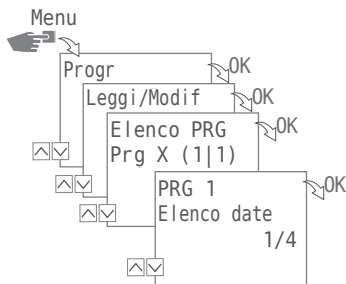 Menu
Progr
OK
Leggi/Modif
OK
Elenco PRG
OK
Prg X (1|1)
PRG 1
OK
Elenco date
1/4